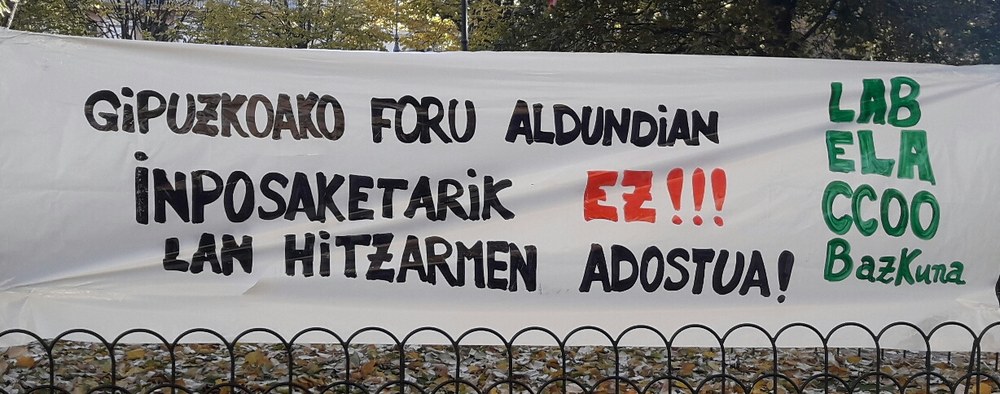 GiPUZKOAKO FORU ALDUNDiAN
iNPOSAKETARiK EZ!!!
LAN HiTZARMEN ADOSTUA!
LAB
ELA
CCOO
BazKuna